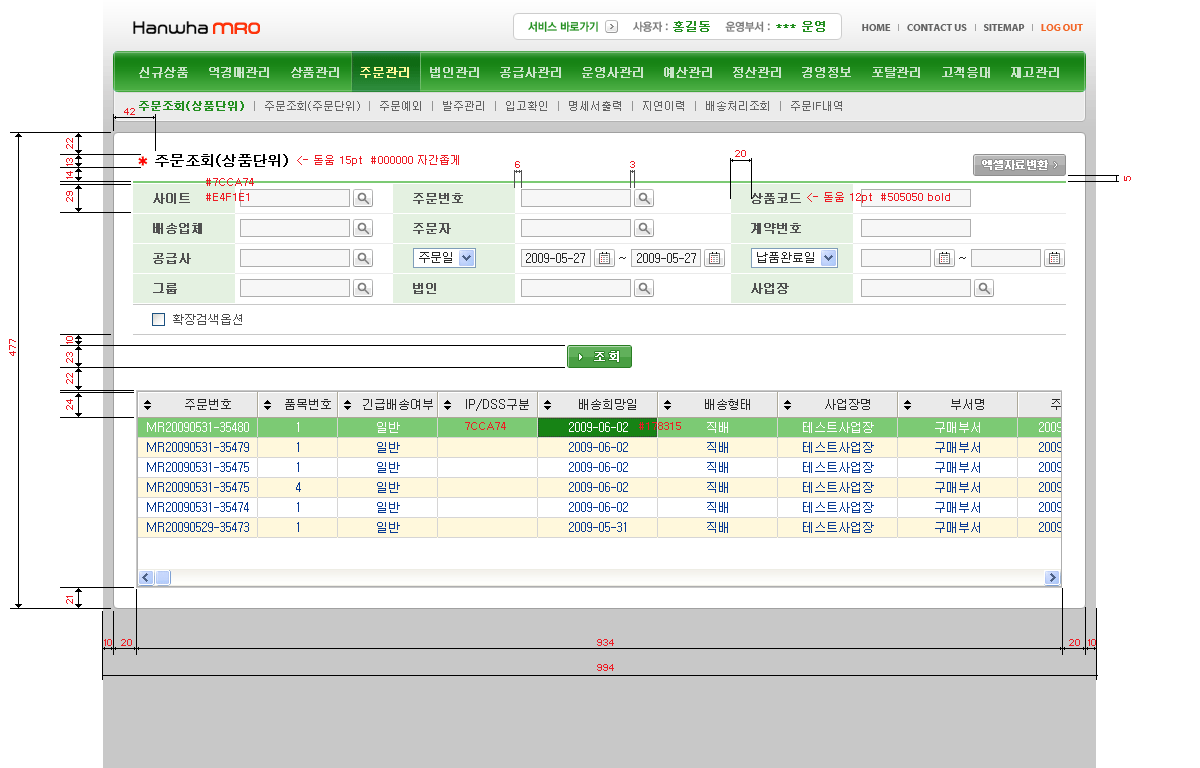 Hanwha MRO
서비스 바로가기 사용자 : 홍길동 운영부서 : *** 운영
HOME CONTACT US SITEMAP LOG OUT
신규상품 역경매관리 상품관리 주문관리 법인관리 공급사관리 운영사관리 예산관리 정산관리 경영정보 포탈관리 고객응대 재고관리
주문조회(상품단위) | 주문조회(주문단위) | 주문예외 | 발주관리 | 입고확인 | 명세서출력 | 지연이력 | 배송처리조회 | 주문IF내역
42
22
13
14
29
* 주문조회(상품단위) <- 돋움 15pt #000000 자간좁게
6
3
20
엑셀자료변환
5
#7CCA74
#E4F1E1
사이트 주문번호 상품코드 <- 돋움 12pt #505050 bold
배송업체 주문자 계약번호
공급사 주문일 2009-05-27 ~ 2009-05-27 납품완료일 ~
그룹 법인 사업장
확장검색옵션
477
10
23
22
24
조회
주문번호 품목번호 긴급배송여부 IP/DSS구분 배송희망일 배송형태 사업장명 부서명 주
MR20090531-35480 1 일반 7CCA74 2009-06-02 #178315 직배 테스트사업장 구매부서 2009
MR20090531-35479 1 일반 2009-06-02 직배 테스트사업장 구매부서 2009
MR20090531-35475 1 일반 2009-06-02 직배 테스트사업장 구매부서 2009
MR20090531-35475 4 일반 2009-06-02 직배 테스트사업장 구매부서 2009
MR20090531-35474 1 일반 2009-06-02 직배 테스트사업장 구매부서 2009
MR20090529-35473 1 일반 2009-05-31 직배 테스트사업장 구매부서 2009
21
10 20 934 20 10
994